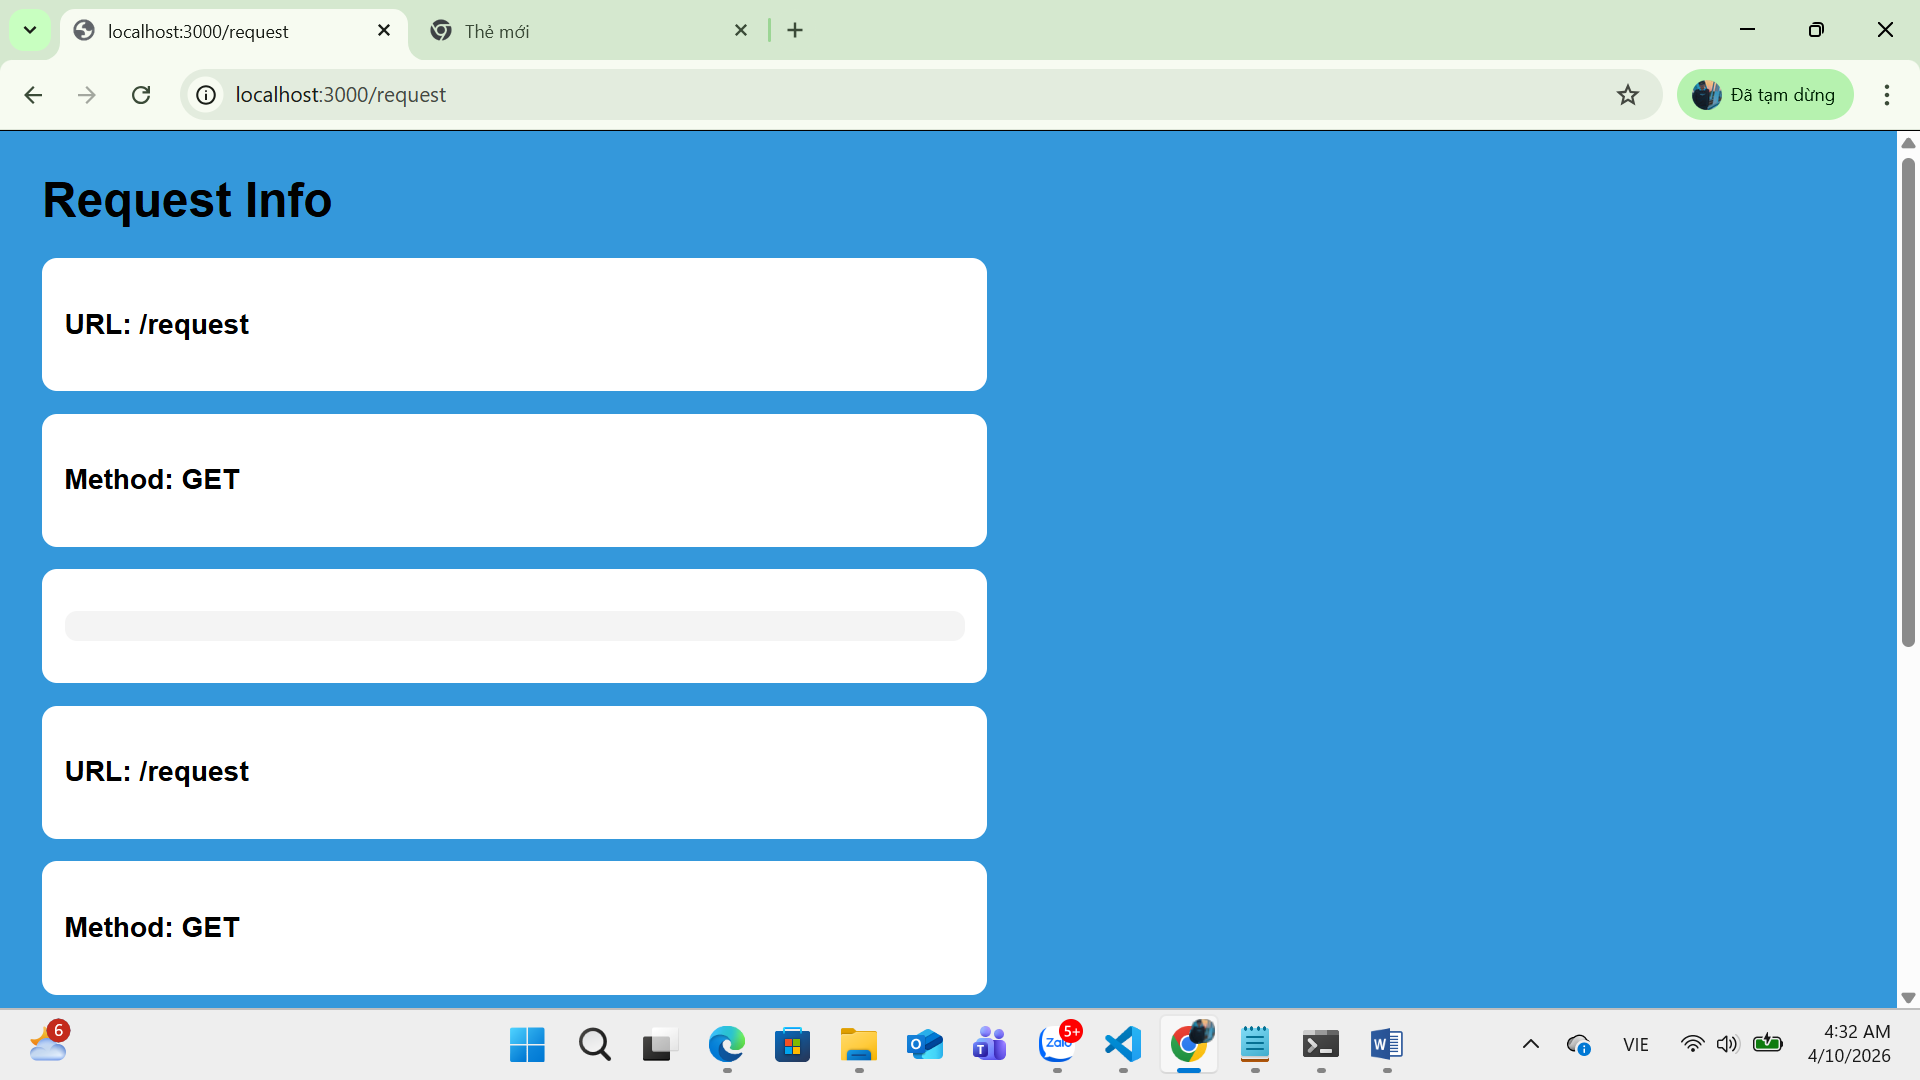 localhost:3000/request
Thẻ mới
localhost:3000/request
Đã tạm dừng
Request Info
URL: /request
Method: GET
URL: /request
Method: GET
6
5+
Zalo
VIE
4:32 AM
4/10/2026